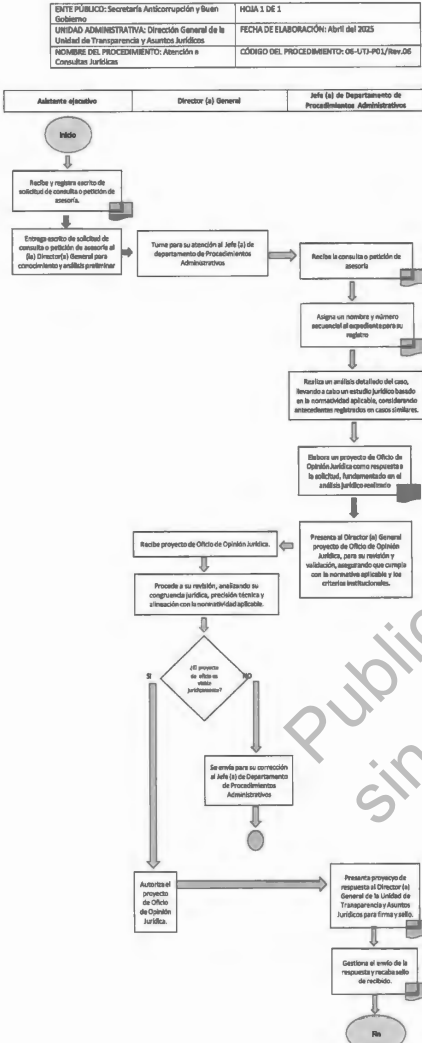 ENTE PÚBLICO: Secretaría Anticorrupción y Buen
Gobierno
HOJA 1 DE 1
UNIDAD ADMINISTRATIVA: Dirección General de la
Unidad de Transparencia y Asuntos Jurídicos
FECHA DE ELABORACIÓN: Abril del 2025
NOMBRE DEL PROCEDIMIENTO: Atención a
Consultas Jurídicas
CÓDIGO DEL PROCEDIMIENTO: 06-UTJ-P01/Rev.06
Asistente ejecutivo
Director (a) General
Jefe (a) de Departamento de
Procedimientos Administrativos
Inicio
Recibe y registra escrito de
solicitud de consulta o petición de
asesoría.
Entrega escrito de solicitud de
consulta o petición de asesoría al
(la) Director(a) General para
conocimiento y análisis preliminar
Turne para su atención al Jefe (a) de
departamento de Procedimientos
Administrativos
Recibe la consulta o petición de
asesoría
Asigna un nombre y número
secuencial al expediente para su
registro
Realiza un análisis detallado del caso,
llevando a cabo un estudio jurídico basado
en la normatividad aplicable, considerando
antecedentes registrados en casos similares.
Elabora un proyecto de Oficio de
Opinión Jurídica como respuesta a
la solicitud, fundamentado en el
análisis jurídico realizado
Presenta al Director (a) General
proyecto de Oficio de Opinión
Jurídica, para su revisión y
validación, asegurando que cumpla
con la normativa aplicable y los
criterios institucionales.
Recibe proyecto de Oficio de Opinión Jurídica.
Procede a su revisión, analizando su
congruencia jurídica, precisión técnica y
alineación con la normatividad aplicable.
¿El proyecto
de oficio es
viable
jurídicamente?
SI
NO
Se envía para su corrección
al Jefe (a) de Departamento
de Procedimientos
Administrativos
Autoriza el
proyecto
de Oficio
de Opinión
Jurídica.
Presenta proyecyo de
respuesta al Director (a)
General de la Unidad de
Transparencia y Asuntos
Jurídicos para firma y sello.
Gestiona el envío de la
respuesta y recaba sello
de recibido.
Fin
Public
sin